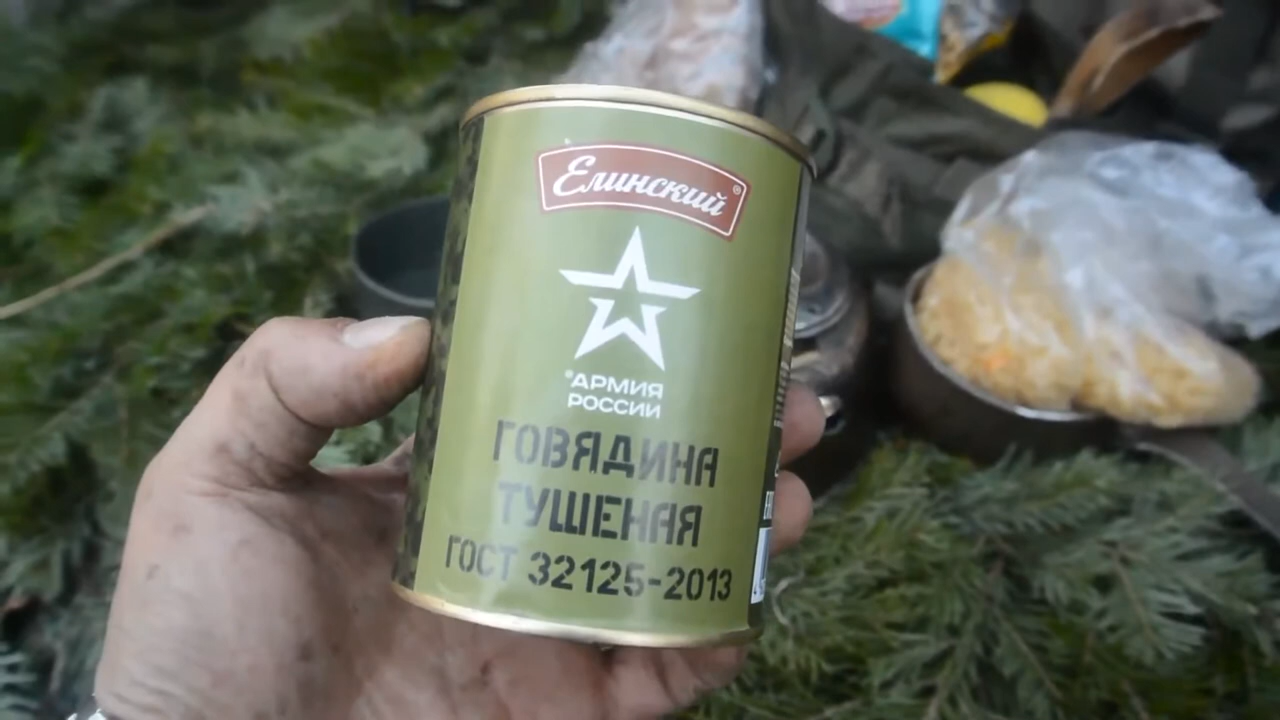 Елинский®
®АРМИЯ
РОССИИ
ГОВЯДИНА
ТУШЕНАЯ
ГОСТ 32125-2013